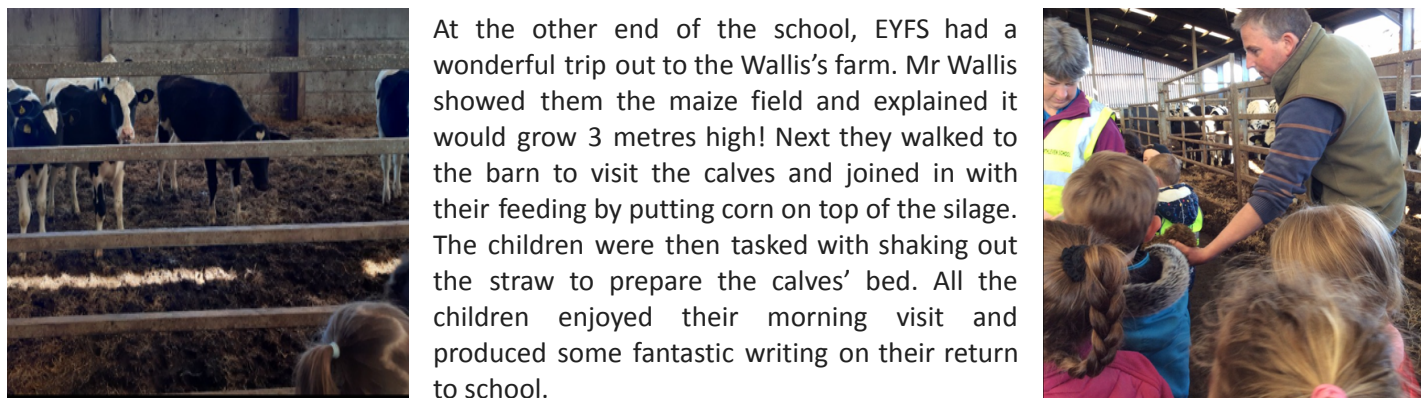 At the other end of the school, EYFS had a
wonderful trip out to the Wallis's farm. Mr Wallis
showed them the maize field and explained it
would grow 3 metres high! Next they walked to
the barn to visit the calves and joined in with
their feeding by putting corn on top of the silage.
The children were then tasked with shaking out
the straw to prepare the calves' bed. All the
children enjoyed their morning visit and
produced some fantastic writing on their return
to school.